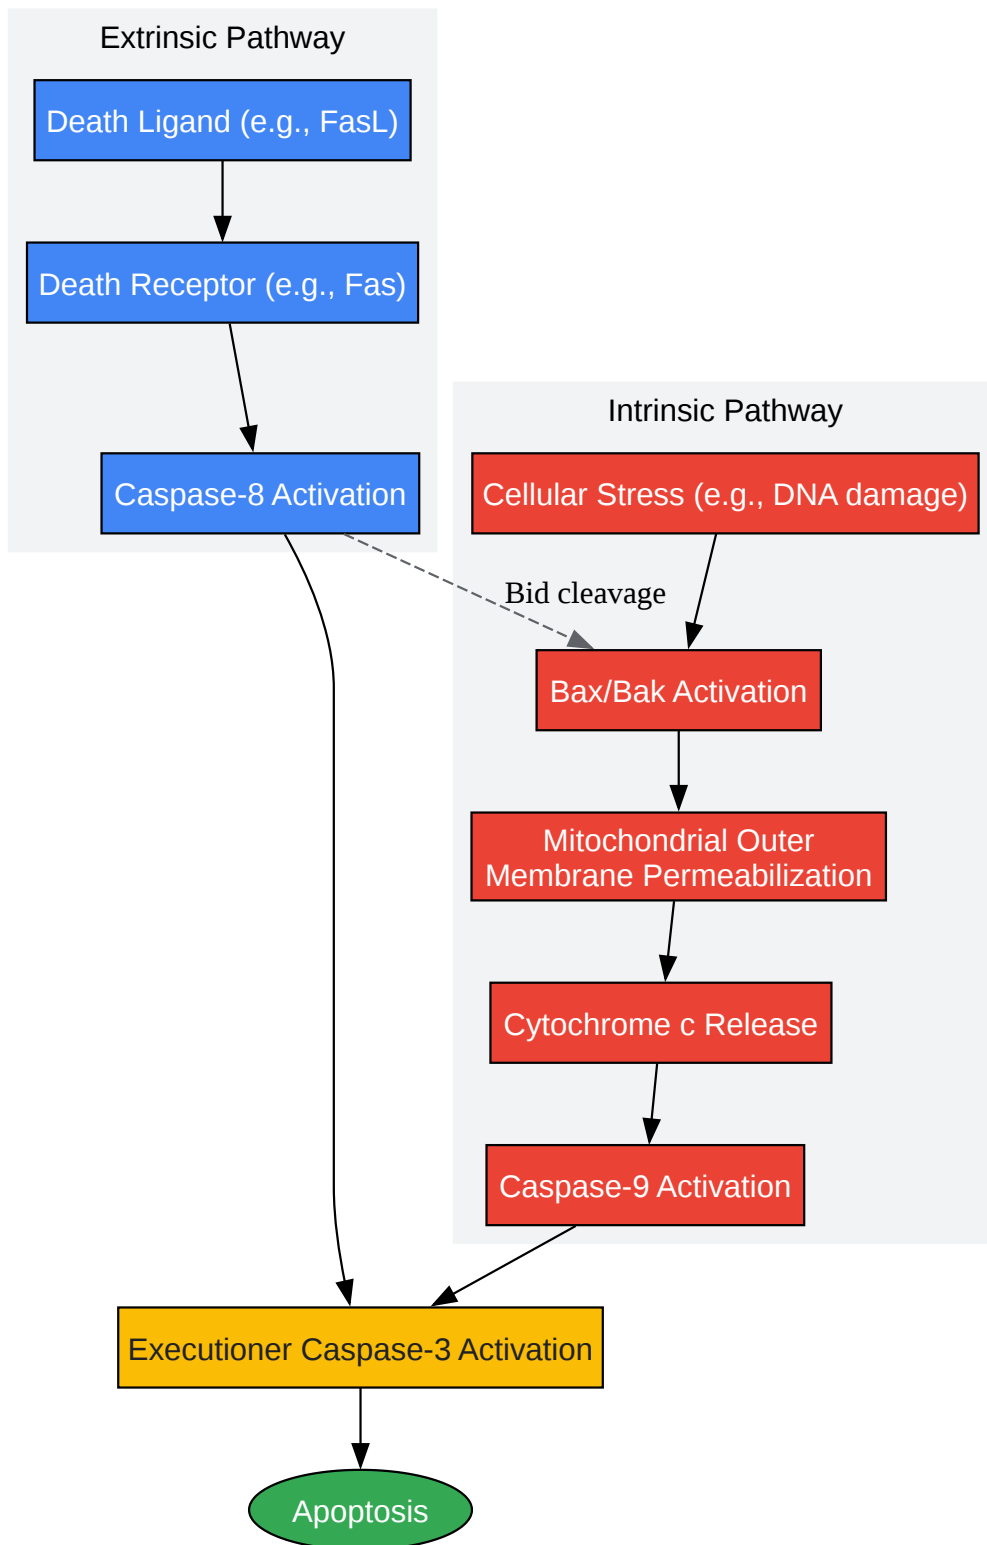 Extrinsic Pathway
Death Ligand (e.g., FasL)
Death Receptor (e.g., Fas)
Caspase-8 Activation
Intrinsic Pathway
Cellular Stress (e.g., DNA damage)
Bid cleavage
Bax/Bak Activation
Mitochondrial Outer
Membrane Permeabilization
Cytochrome c Release
Caspase-9 Activation
Executioner Caspase-3 Activation
Apoptosis